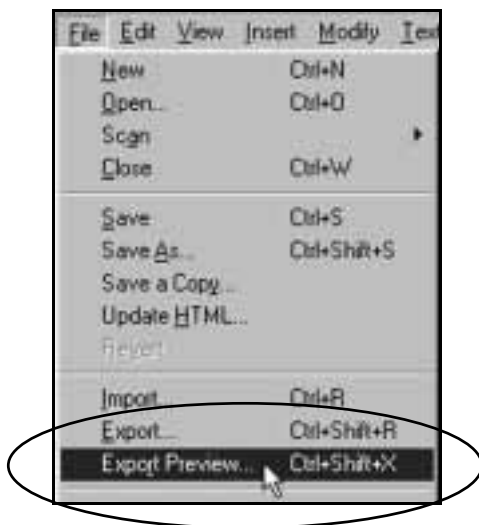 File Edit View Insert Modify Tex
New Ctrl+N
Open... Ctrl+O
Scan
Close Ctrl+W
Save Ctrl+S
Save As... Ctrl+Shift+S
Save a Copy...
Update HTML...
Revert
Import... Ctrl+R
Export... Ctrl+Shift+R
Export Preview... Ctrl+Shift+X